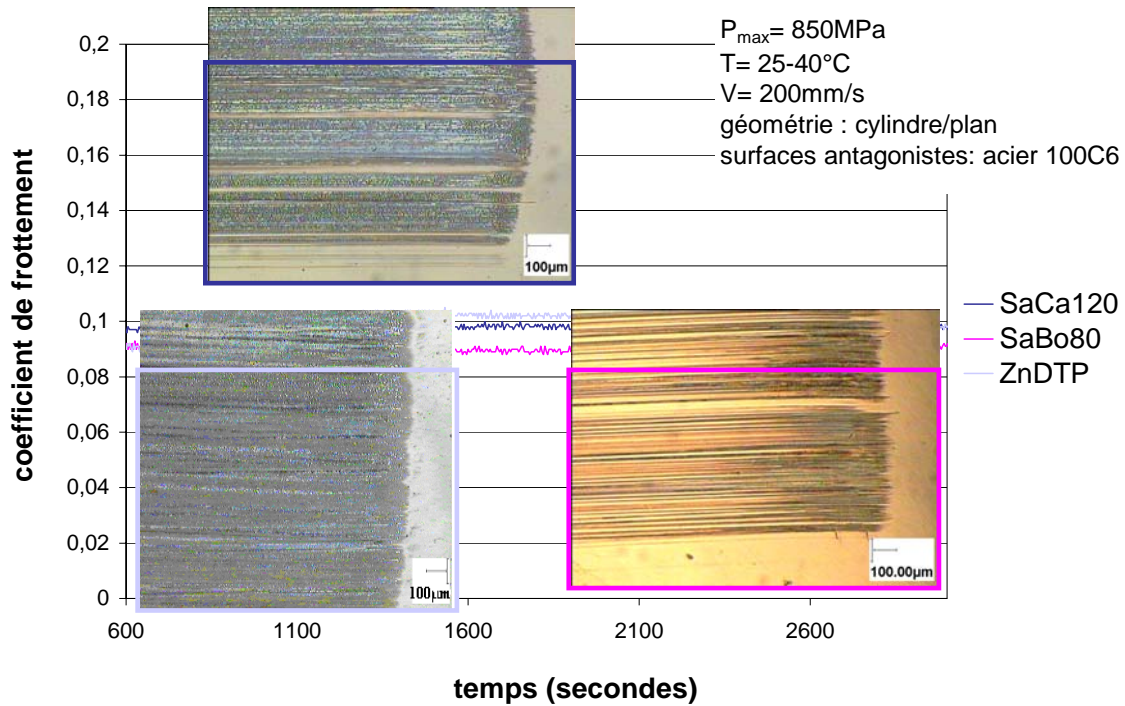 P_max= 850MPa
T= 25-40°C
V= 200mm/s
géométrie : cylindre/plan
surfaces antagonistes: acier 100C6
coefficient de frottement
0,2
0,18
0,16
0,14
0,12
0,1
0,08
0,06
0,04
0,02
0
100µm
100µm
100.00µm
SaCa120
SaBo80
ZnDTP
600
1100
1600
2100
2600
temps (secondes)